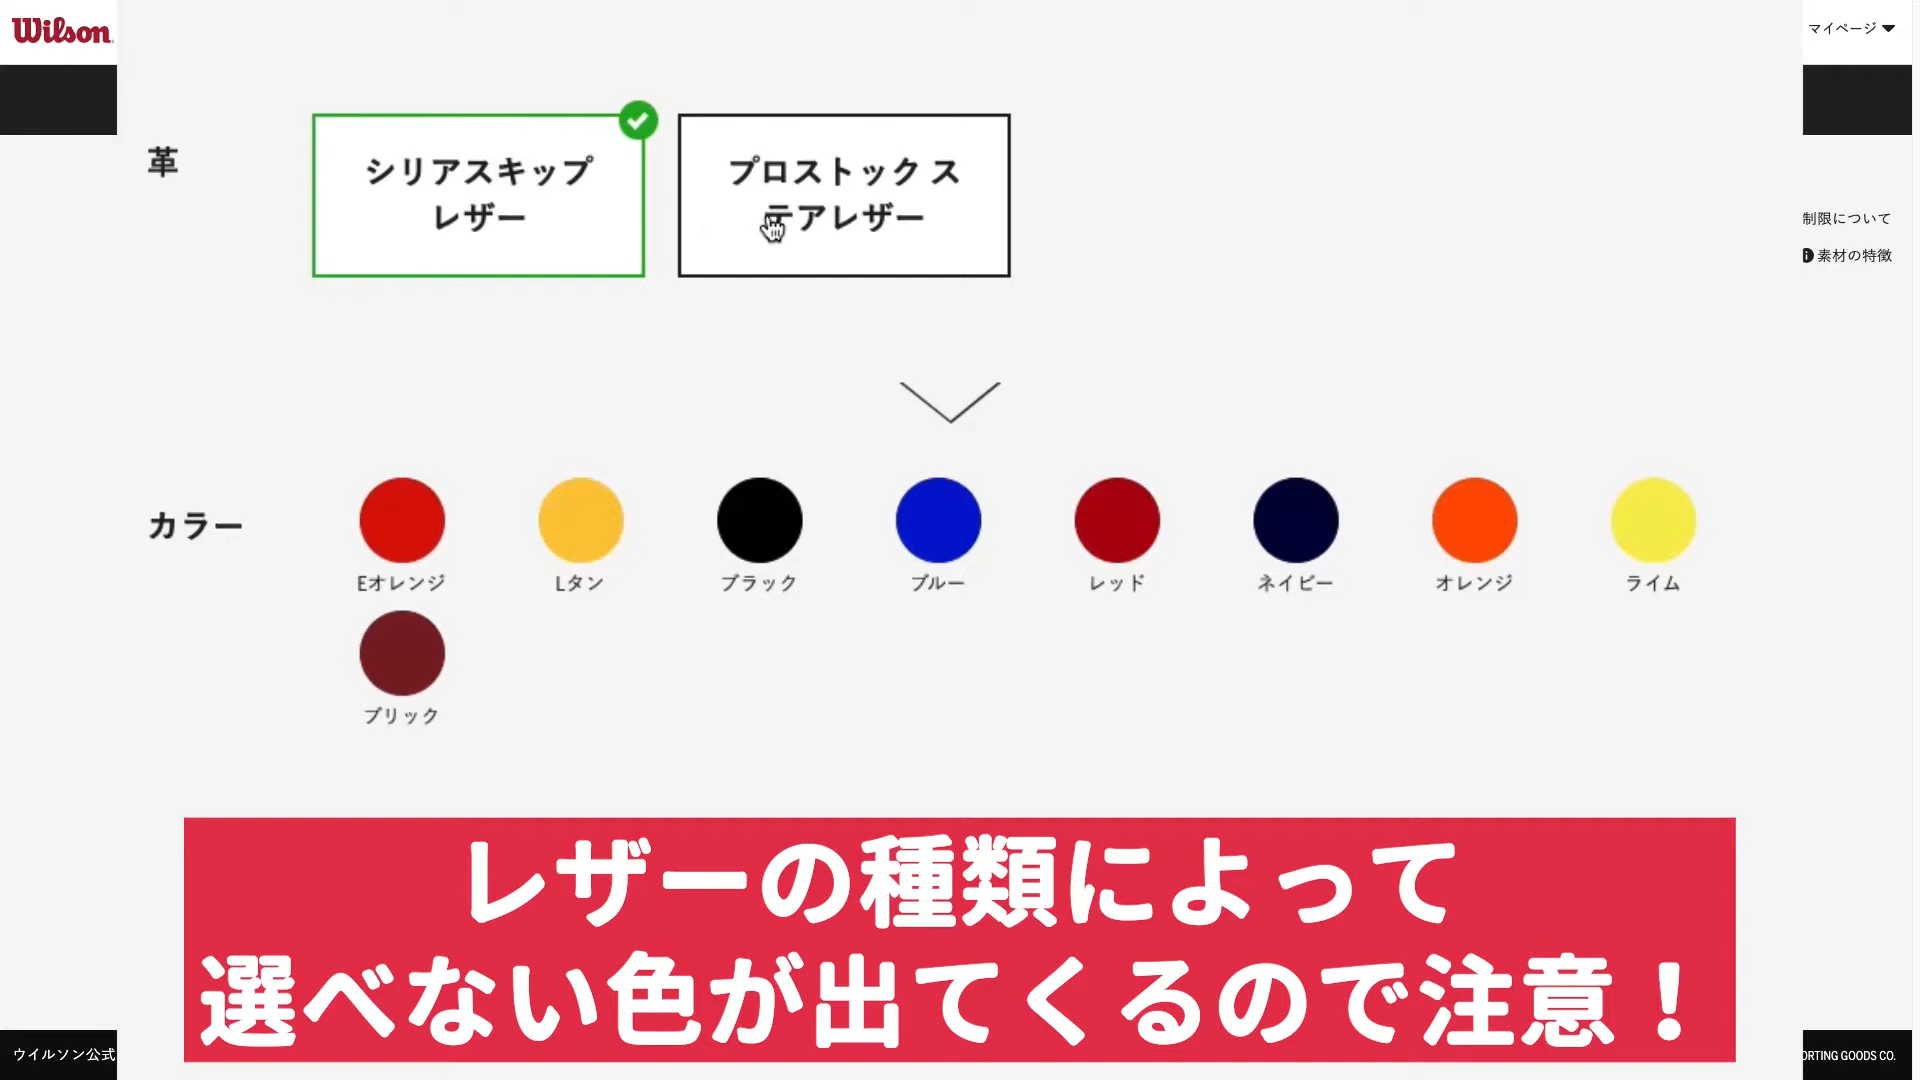 Wilson
マイページ
革
シリアスキップ
レザー
プロストック ス
テアレザー
制限について
素材の特徴
カラー
Eオレンジ
Lタン
ブラック
ブルー
レッド
ネイビー
オレンジ
ライム
ブリック
レザーの種類によって
選べない色が出てくるので注意！
ウイルソン公式
ORTING GOODS CO.